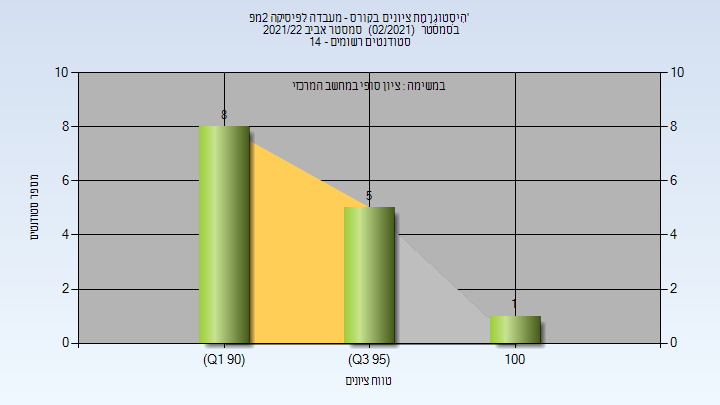 היסטוגרמת ציונים בקורס - מעבדה לפיסיקה 2מפ'
בסמסטר (02/2021) סמסטר אביב 2021/22
סטודנטים רשומים - 14
במשימה : ציון סופי במחשב המרכזי
10 10
8 8
6 6
4 4
2 2
0 0
8
5
1
מספר סטודנטים
(Q1 90) (Q3 95) 100
טווח ציונים